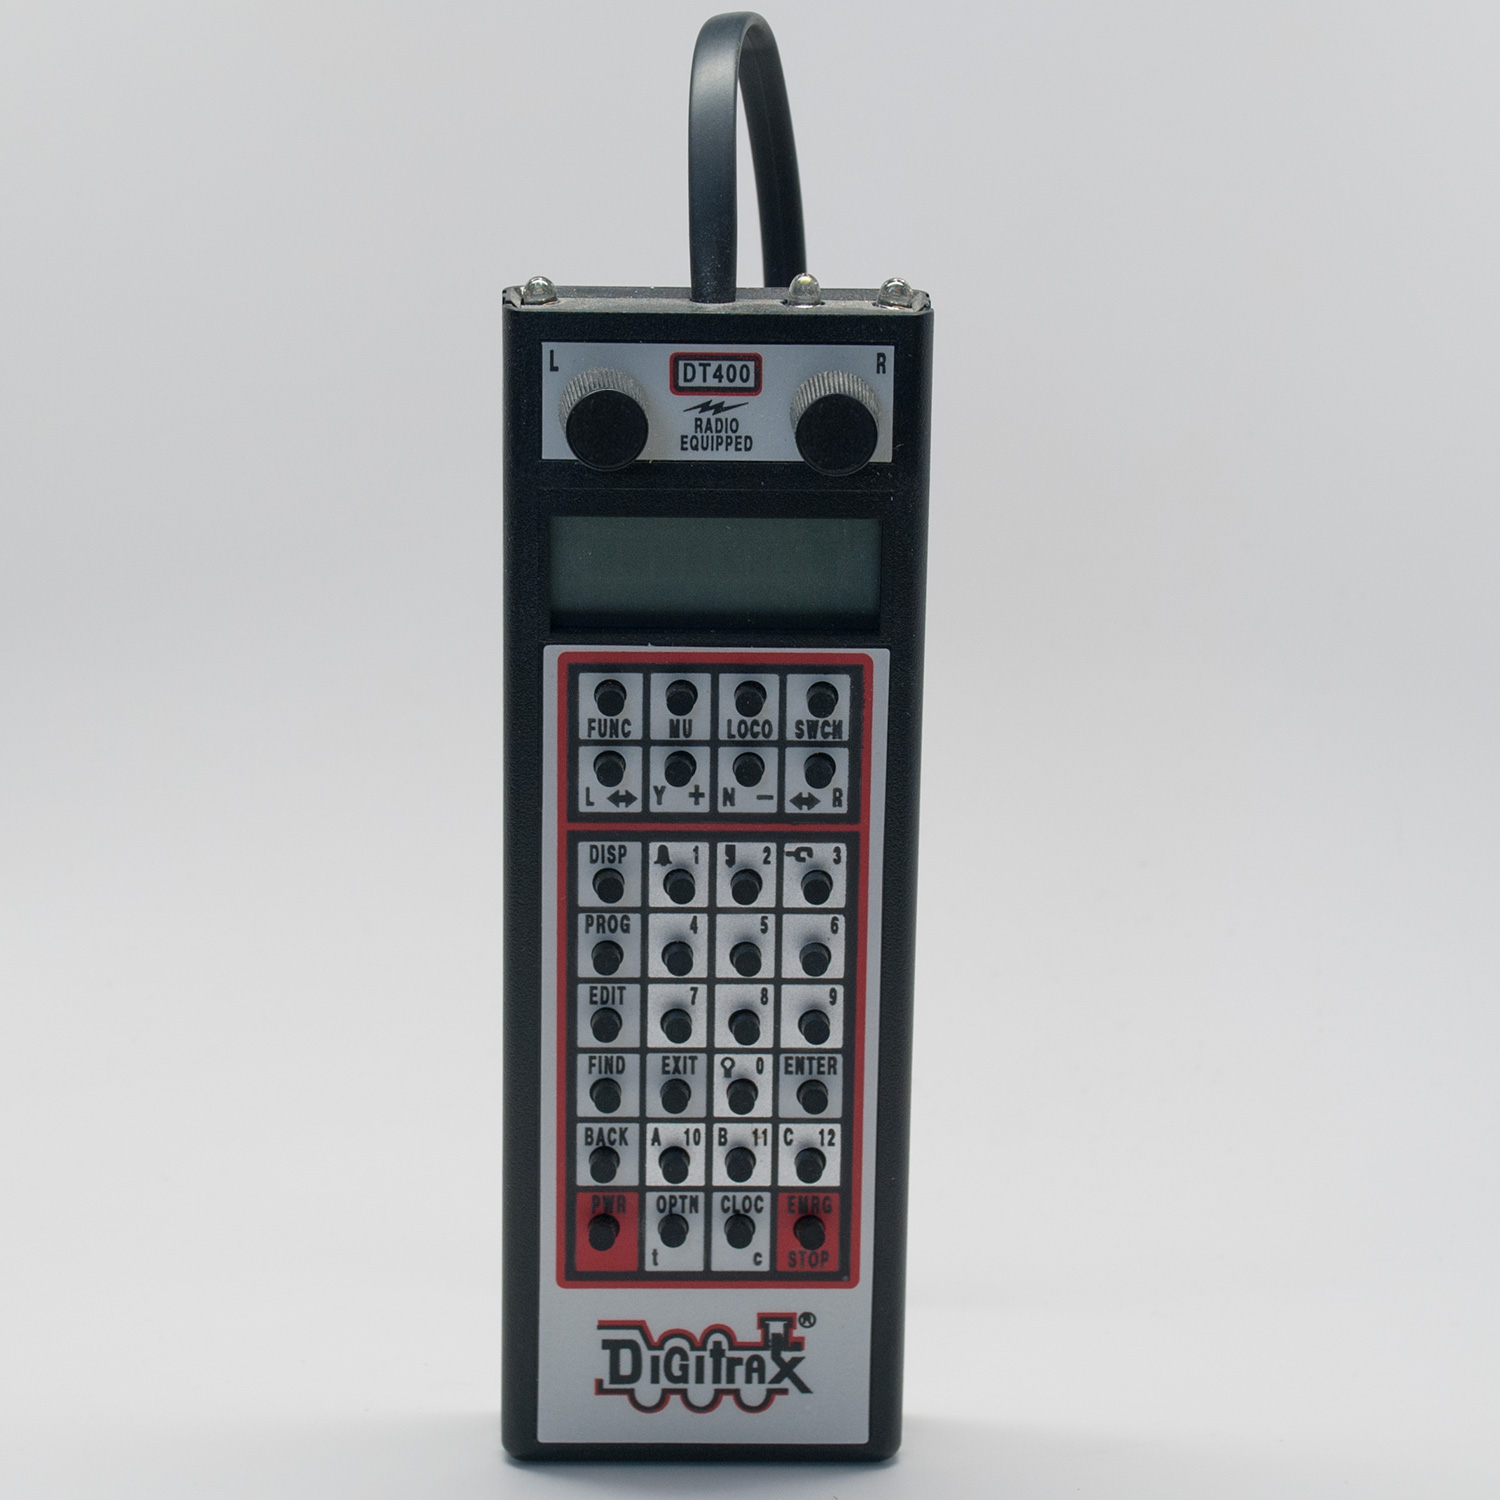 L DT400 R
RADIO
EQUIPPED
FUNC MU LOCO SWCH
L Y + N - R
DISP 1 2 3
PROG 4 5 6
EDIT 7 8 9
FIND EXIT 0 ENTER
BACK A 10 B 11 C 12
PWR OPTN CLOC EMRG
t c STOP
DiGitrax®